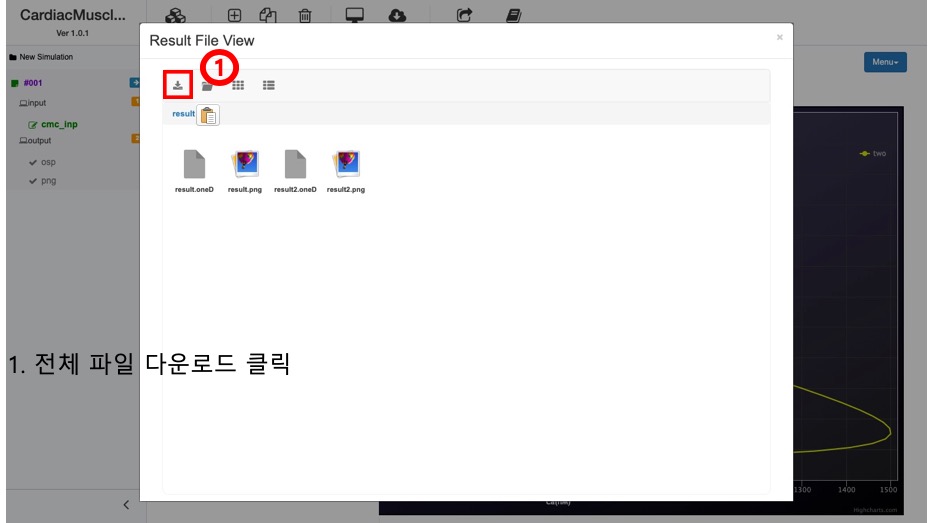 CardiacMuscl...
Ver 1.0.1
New Simulation
#001
input
1
cmc_inp
output
2
osp
png
Result File View
×
1
result
result.oneD
result.png
result2.oneD
result2.png
1. 전체 파일 다운로드 클릭
Menu
two
1300
1400
1500
Highcharts.com